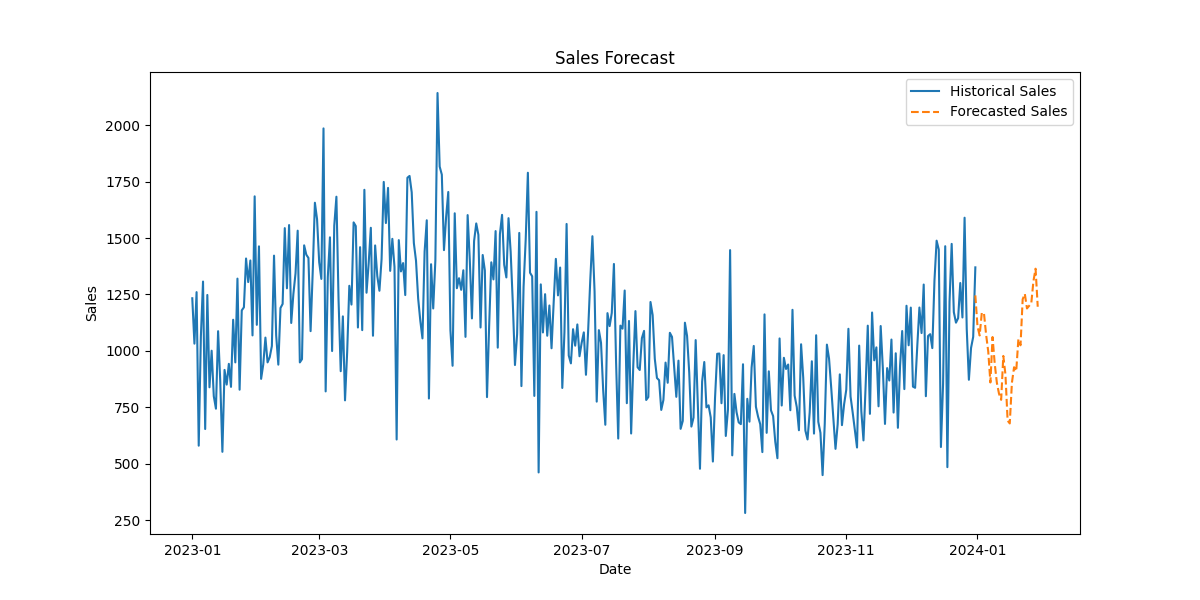 Sales Forecast
Historical Sales
Forecasted Sales
2000
1750
1500
1250
1000
750
500
250
Sales
2023-01 2023-03 2023-05 2023-07 2023-09 2023-11 2024-01
Date